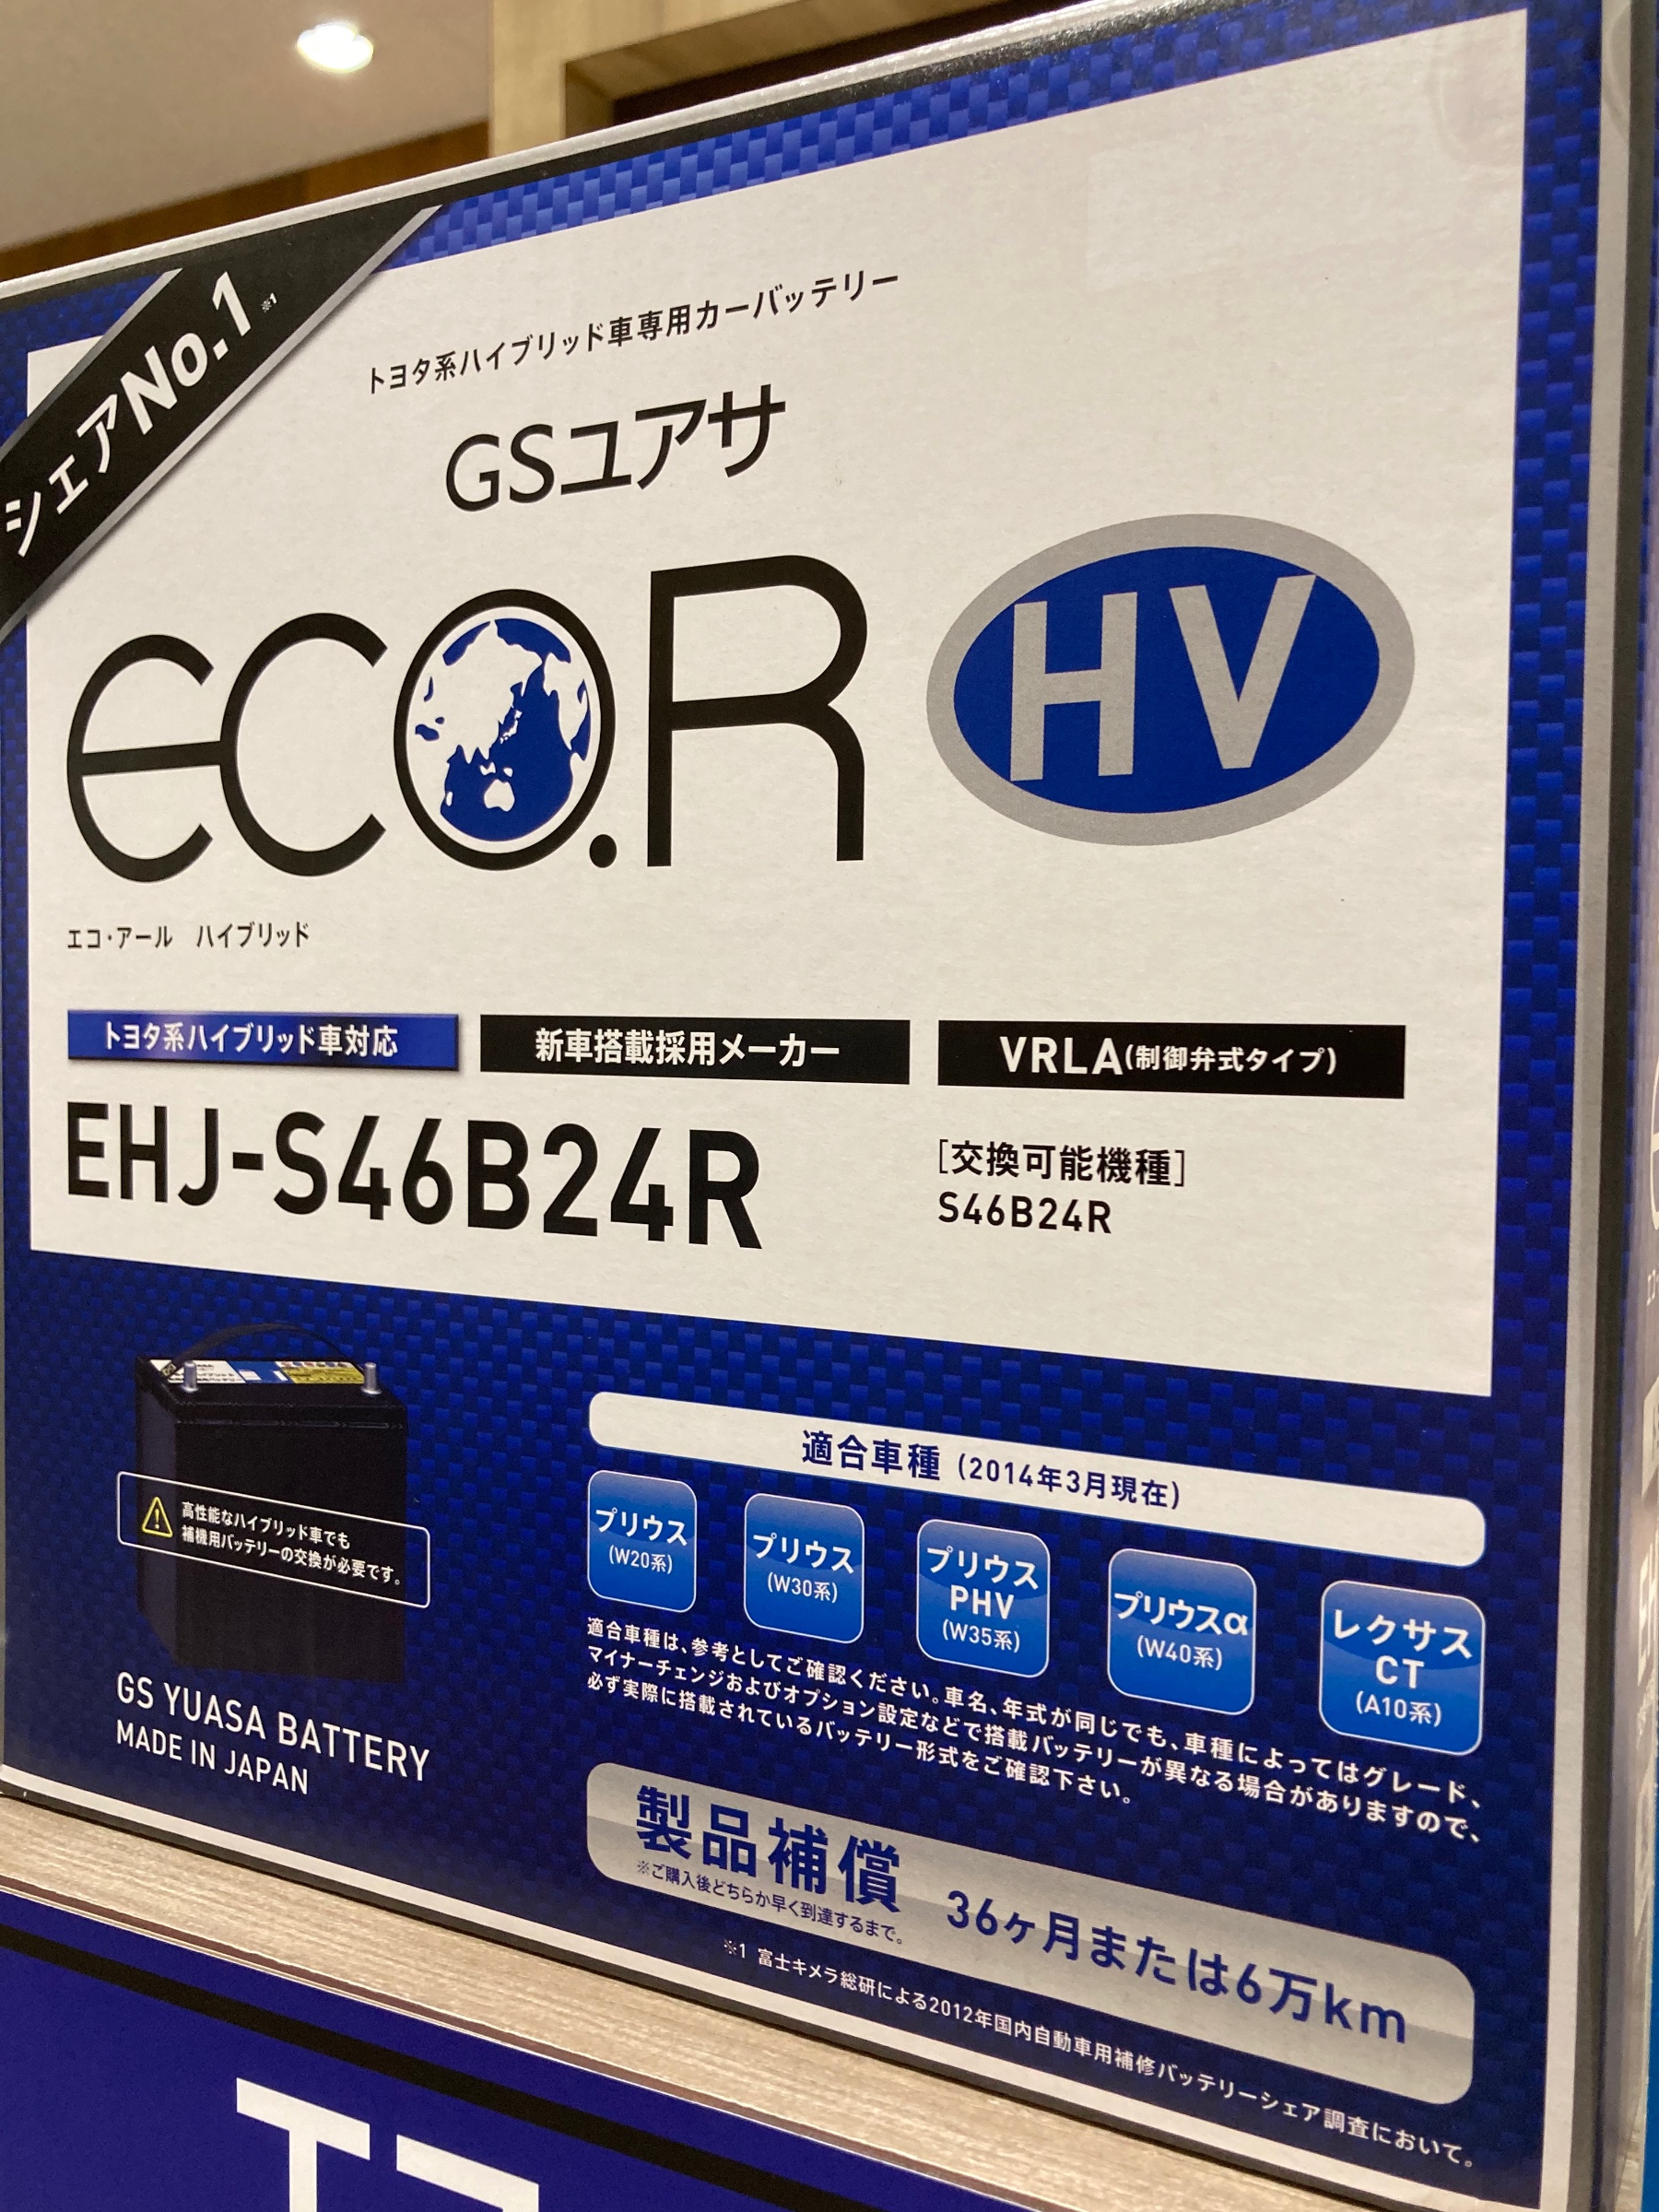 シェアNo.1 ※1
トヨタ系ハイブリッド車専用カーバッテリー
GSユアサ
eco.R HV
エコ・アール ハイブリッド
トヨタ系ハイブリッド車対応
新車搭載採用メーカー
VRLA(制御弁式タイプ)
EHJ-S46B24R
[交換可能機種]
S46B24R
高性能なハイブリッド車でも
補機用バッテリーの交換が必要です。
GS YUASA BATTERY
MADE IN JAPAN
適合車種 (2014年3月現在)
プリウス
(W20系)
プリウス
(W30系)
プリウス
PHV
(W35系)
プリウスα
(W40系)
レクサス
CT
(A10系)
適合車種は、参考としてご確認ください。車名、年式が同じでも、車種によってはグレード、
マイナーチェンジおよびオプション設定などで搭載バッテリーが異なる場合がありますので、
必ず実際に搭載されているバッテリー形式をご確認下さい。
製品補償 36ヶ月または6万km
※ご購入後どちらか早く到達するまで。
※1 富士キメラ総研による2012年国内自動車用補修バッテリーシェア調査において。